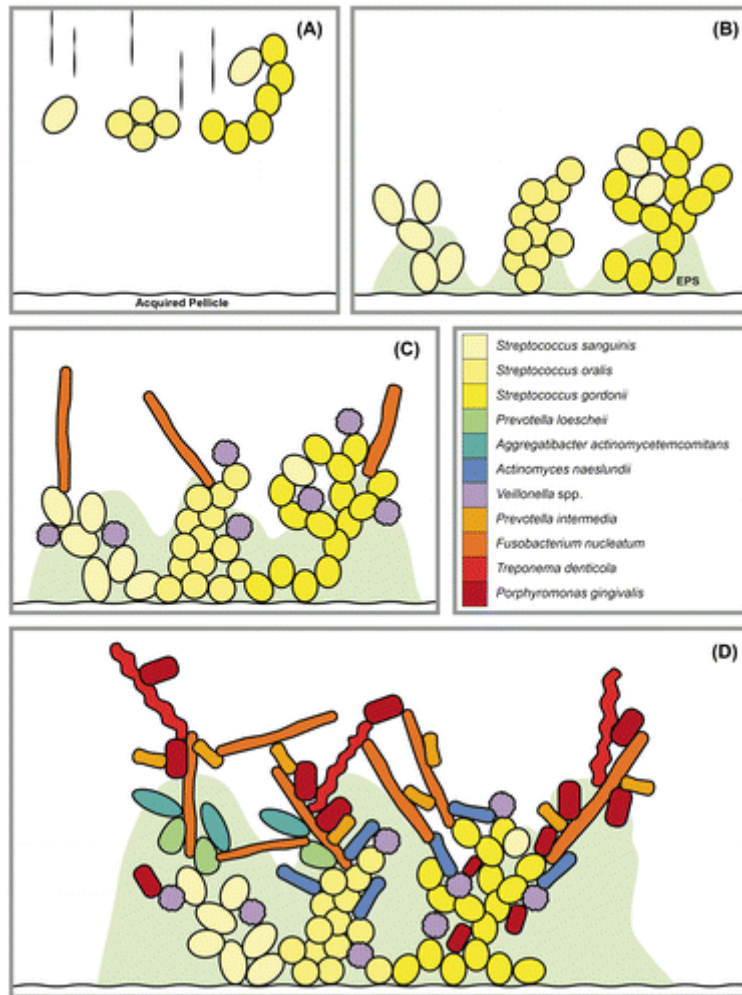 (A)
Acquired Pellicle
(B)
EPS
(C)
Streptococcus sanguinis
Streptococcus oralis
Streptococcus gordonii
Prevotella loescheii
Aggregatibacter actinomycetemcomitans
Actinomyces naeslundii
Veillonella spp.
Prevotella intermedia
Fusobacterium nucleatum
Treponema denticola
Porphyromonas gingivalis
(D)